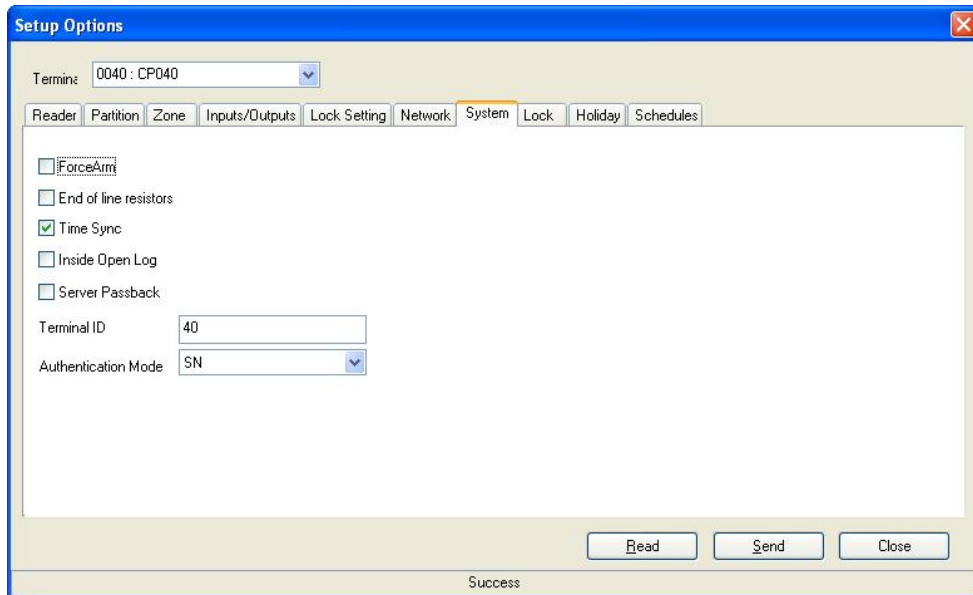 Setup Options
Termina 0040 : CP040
Reader Partition Zone Inputs/Outputs Lock Setting Network System Lock Holiday Schedules
ForceArm
End of line resistors
Time Sync
Inside Open Log
Server Passback
Terminal ID 40
Authentication Mode SN
Read Send Close
Success